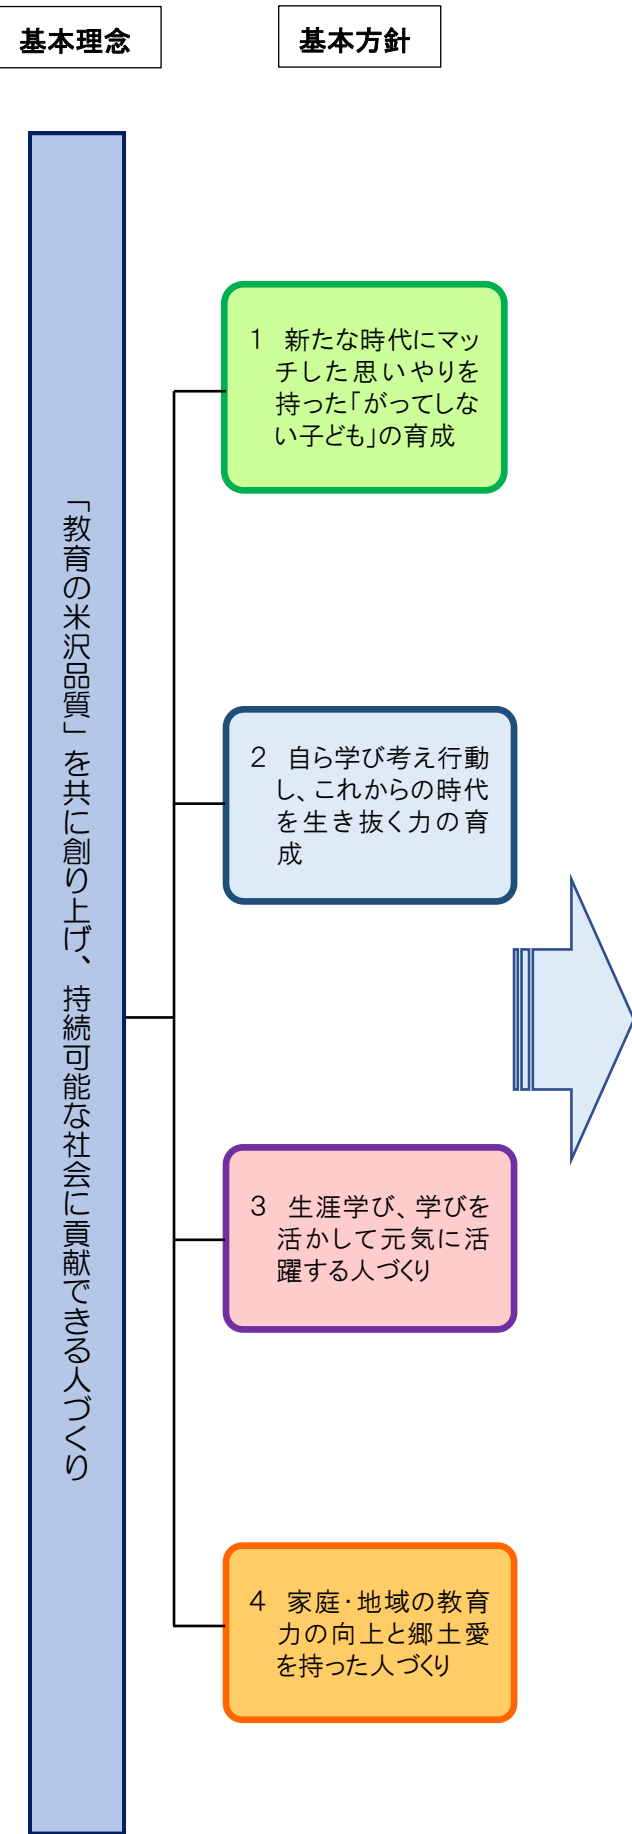 基本理念
基本方針
「教育の米沢品質」を共に創り上げ、持続可能な社会に貢献できる人づくり
1 新たな時代にマッ
チした思いやりを
持った「がってしな
い子ども」の育成
2 自ら学び考え行動
し、これからの時代
を生き抜く力の育
成
3 生涯学び、学びを
活かして元気に活
躍する人づくり
4 家庭・地域の教育
力の向上と郷土愛
を持った人づくり